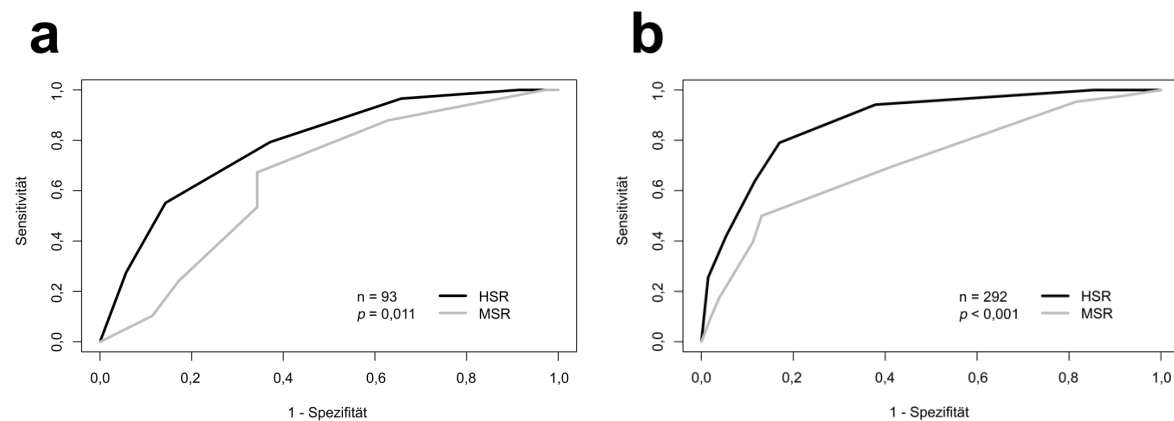 a
1,0
0,8
0,6
0,4
0,2
0,0
Sensitivität
n = 93
p = 0,011
HSR
MSR
0,0 0,2 0,4 0,6 0,8 1,0
1 - Spezifität
b
1,0
0,8
0,6
0,4
0,2
0,0
Sensitivität
n = 292
p < 0,001
HSR
MSR
0,0 0,2 0,4 0,6 0,8 1,0
1 - Spezifität